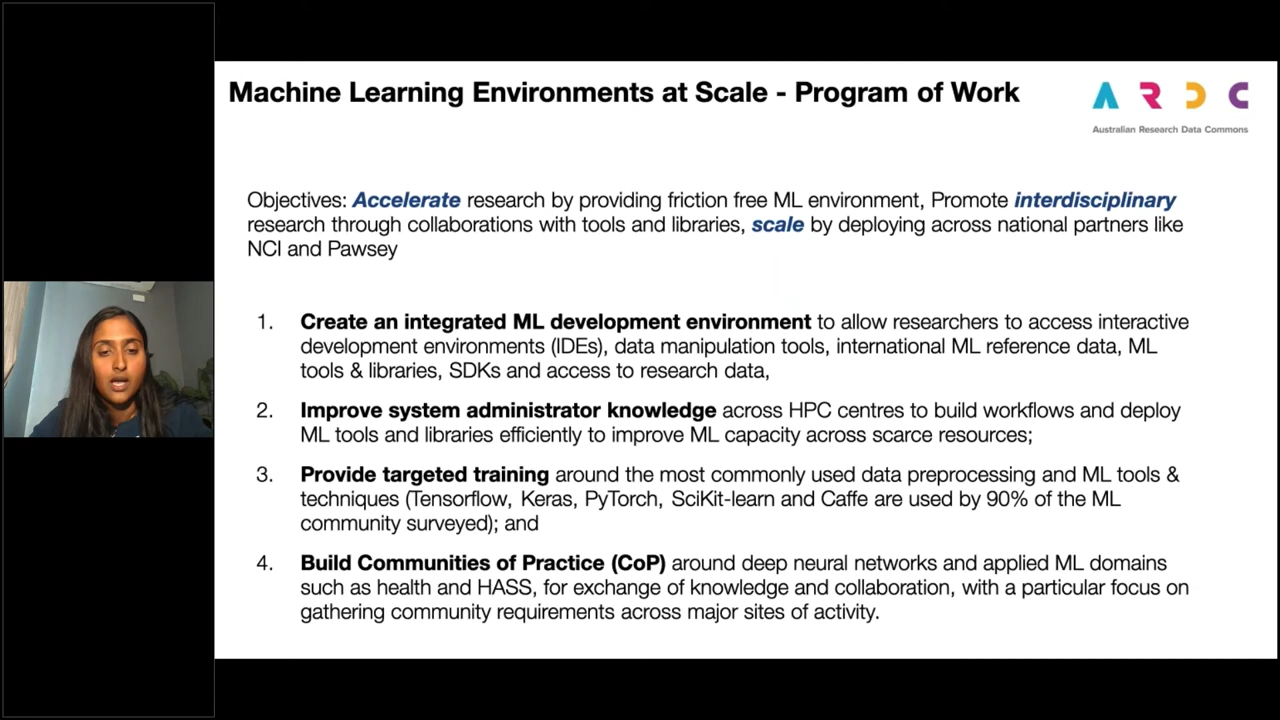 Machine Learning Environments at Scale - Program of Work
A R D C
Australian Research Data Commons
Objectives: Accelerate research by providing friction free ML environment, Promote interdisciplinary
research through collaborations with tools and libraries, scale by deploying across national partners like
NCI and Pawsey
1. Create an integrated ML development environment to allow researchers to access interactive
development environments (IDEs), data manipulation tools, international ML reference data, ML
tools & libraries, SDKs and access to research data,
2. Improve system administrator knowledge across HPC centres to build workflows and deploy
ML tools and libraries efficiently to improve ML capacity across scarce resources;
3. Provide targeted training around the most commonly used data preprocessing and ML tools &
techniques (Tensorflow, Keras, PyTorch, SciKit-learn and Caffe are used by 90% of the ML
community surveyed); and
4. Build Communities of Practice (CoP) around deep neural networks and applied ML domains
such as health and HASS, for exchange of knowledge and collaboration, with a particular focus on
gathering community requirements across major sites of activity.